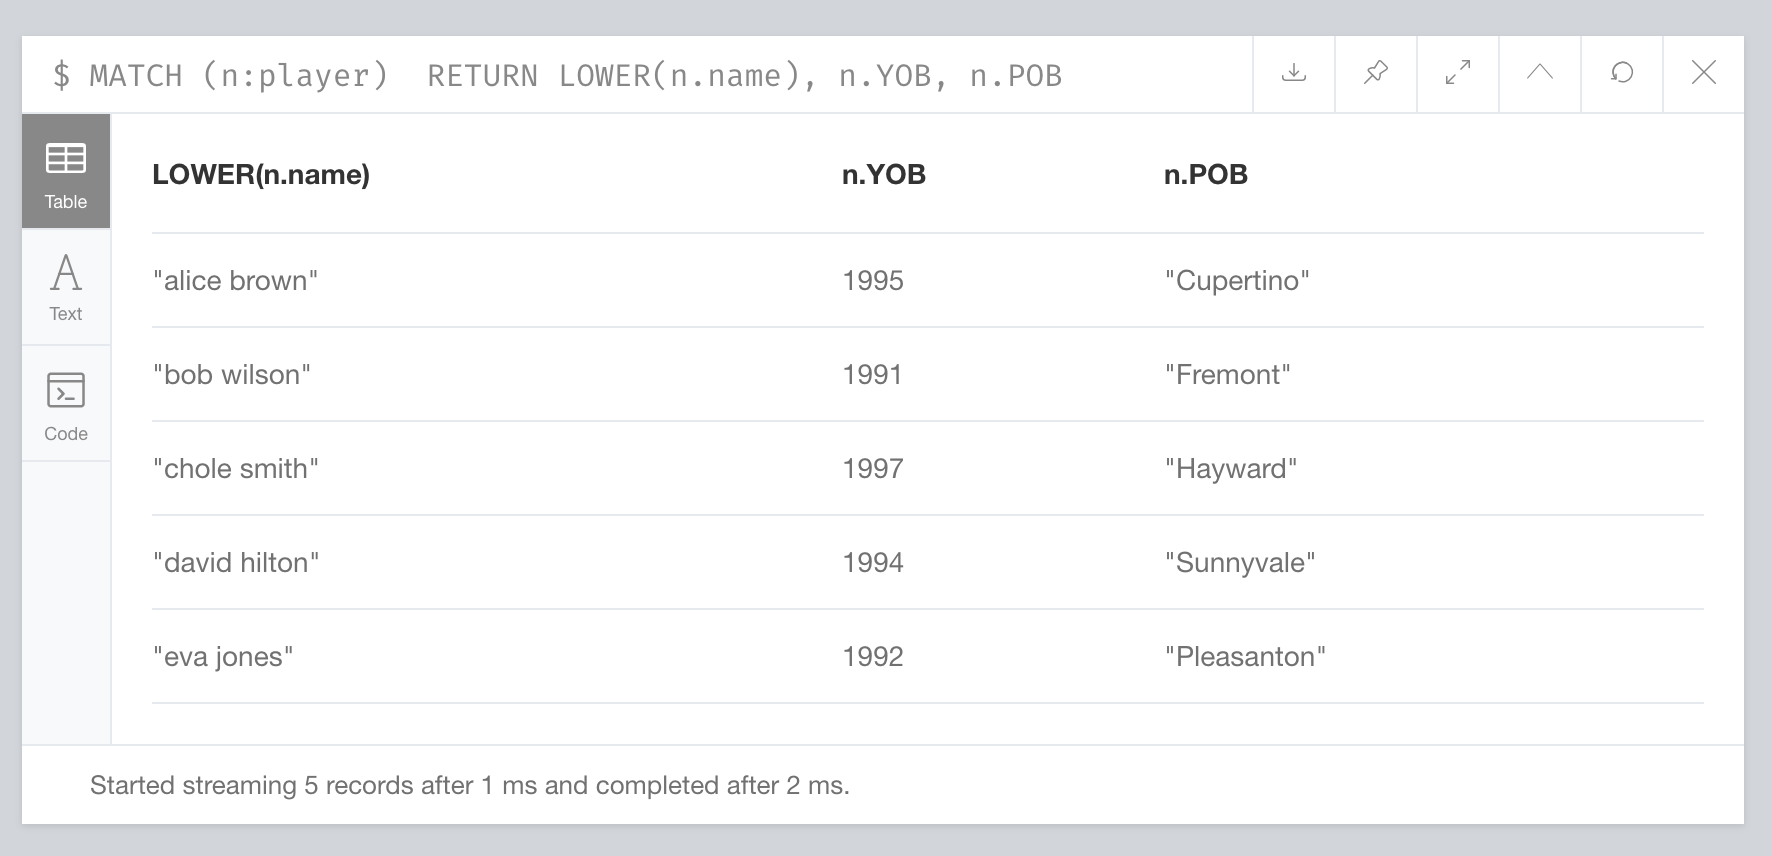 $ MATCH (n:player)  RETURN LOWER(n.name), n.YOB, n.POB
Table
Text
Code
LOWER(n.name) n.YOB n.POB
"alice brown" 1995 "Cupertino"
"bob wilson" 1991 "Fremont"
"chole smith" 1997 "Hayward"
"david hilton" 1994 "Sunnyvale"
"eva jones" 1992 "Pleasanton"
Started streaming 5 records after 1 ms and completed after 2 ms.